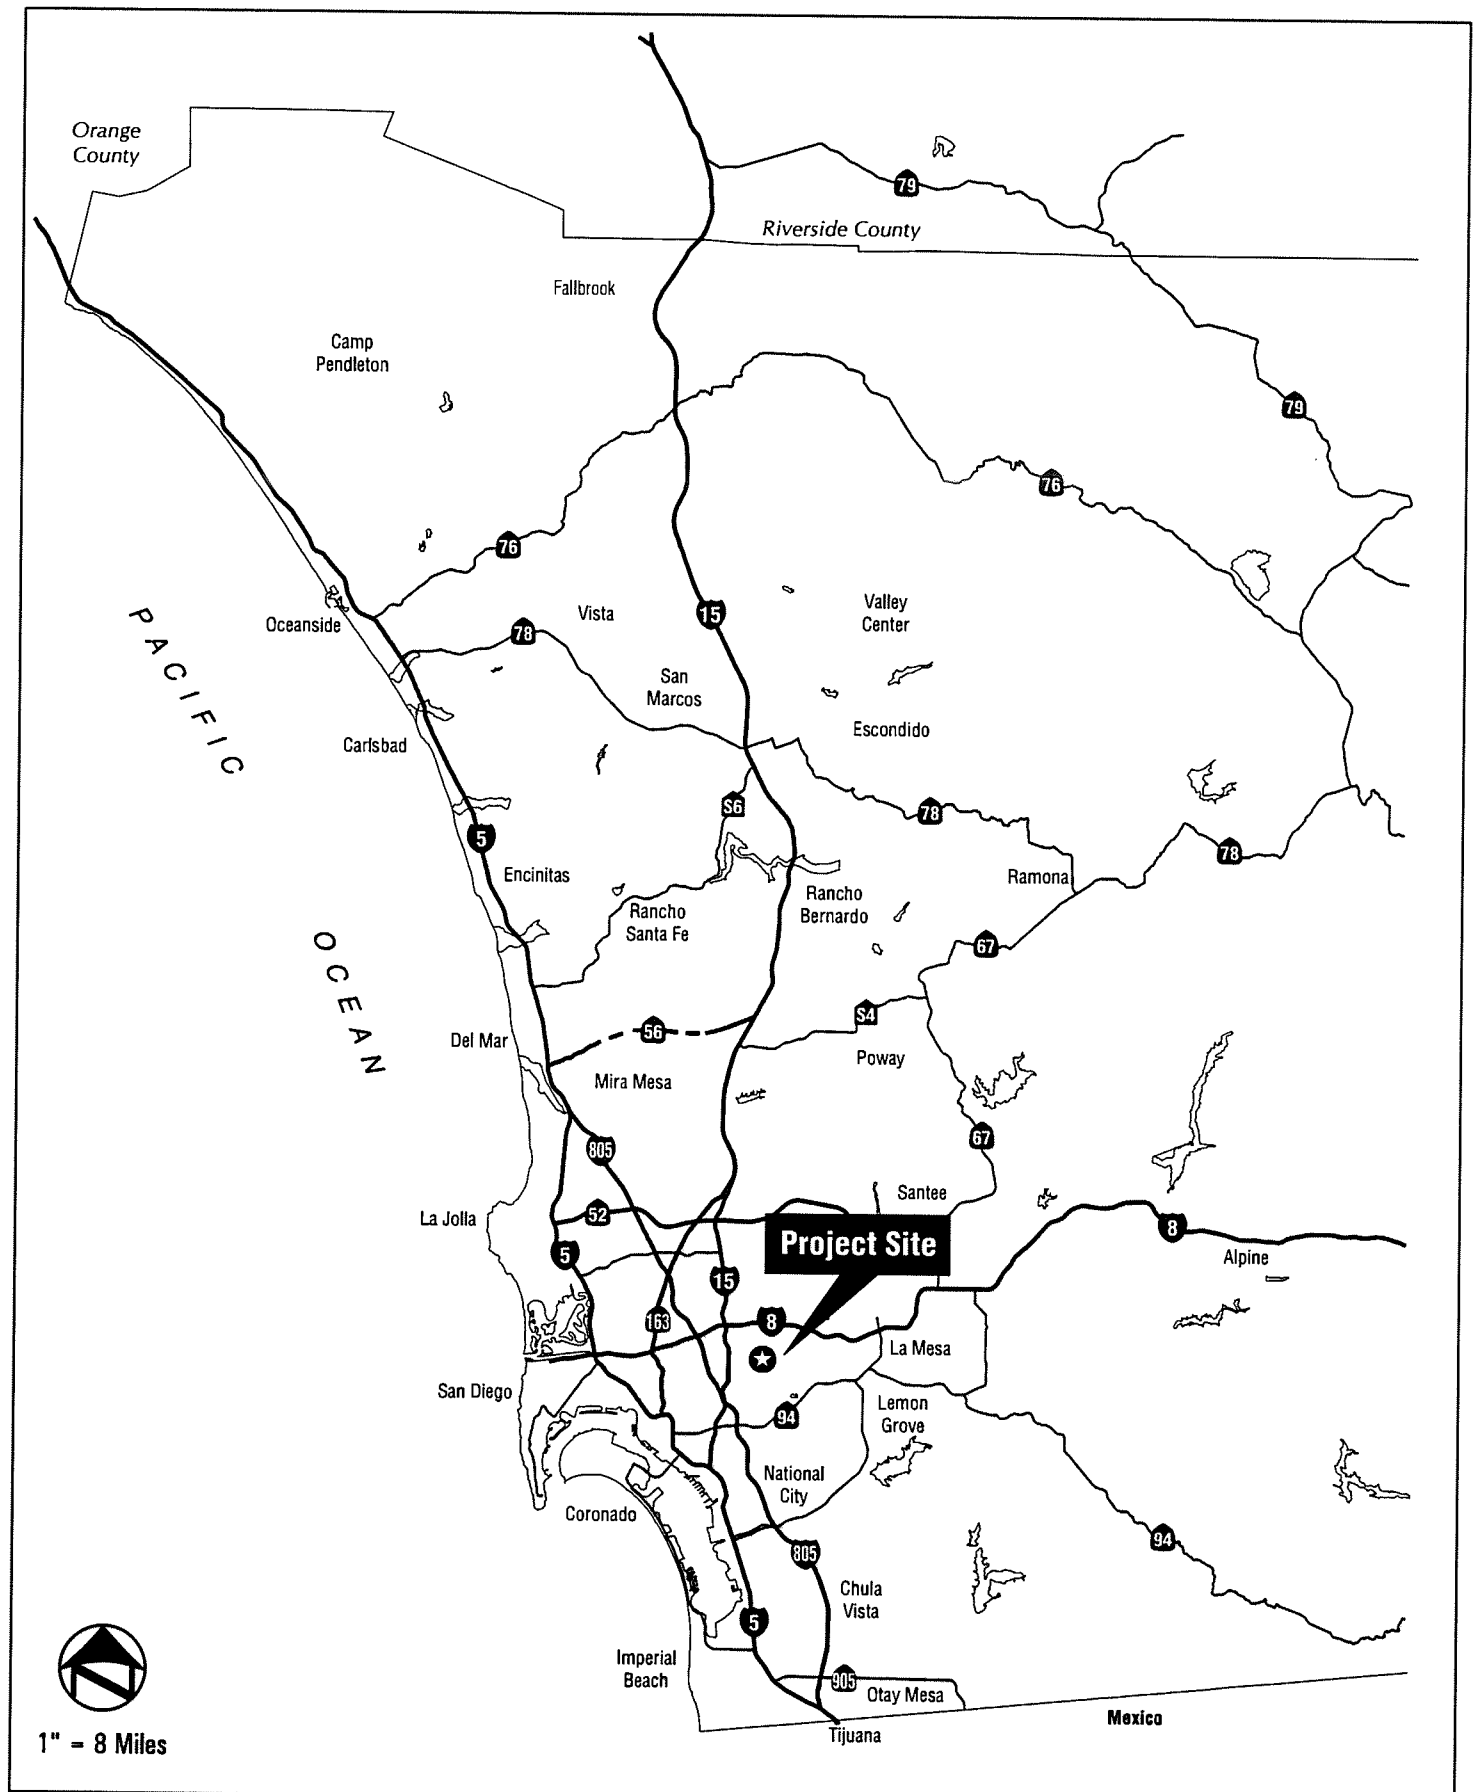 Orange
County
79
Riverside County
Fallbrook
Camp
Pendleton
79
76
76
Valley
Center
Vista
15
Oceanside
78
San
Marcos
PACIFIC
Escondido
Carlsbad
S6
78
5
78
Encinitas
Ramona
Rancho
Bernardo
Rancho
Santa Fe
67
OCEAN
S4
56
Del Mar
Poway
Mira Mesa
67
805
Santee
La Jolla
52
8
Project Site
5
Alpine
15
163
8
La Mesa
San Diego
Lemon
Grove
94
National
City
Coronado
94
805
Chula
Vista
5
Imperial
Beach
905
Otay Mesa
Mexico
Tijuana
1" = 8 Miles